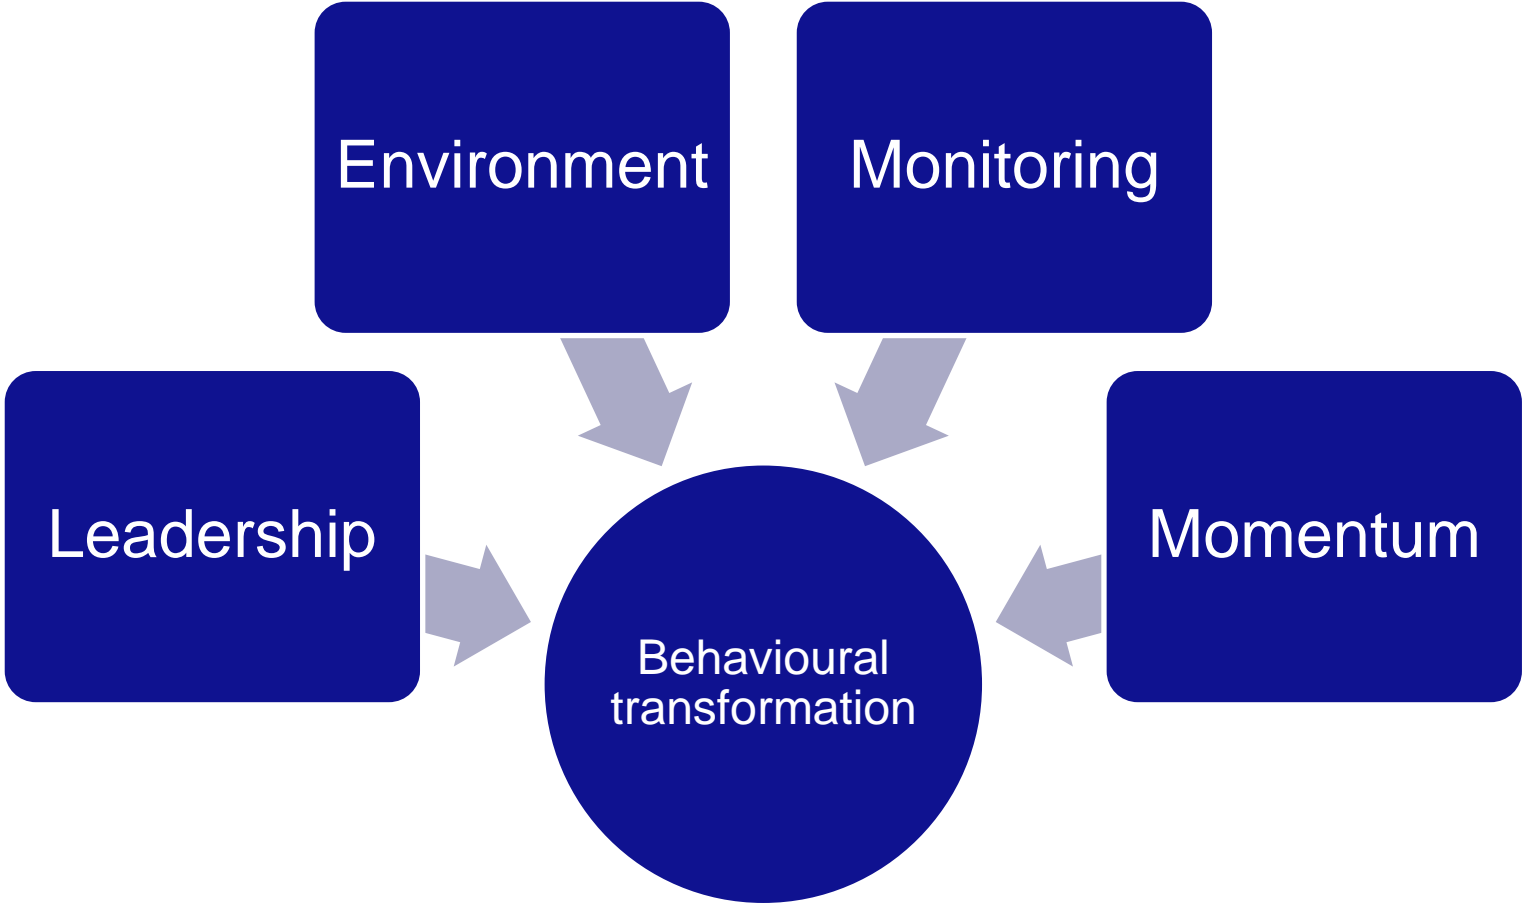 Environment
Monitoring
Leadership
Momentum
Behavioural
transformation